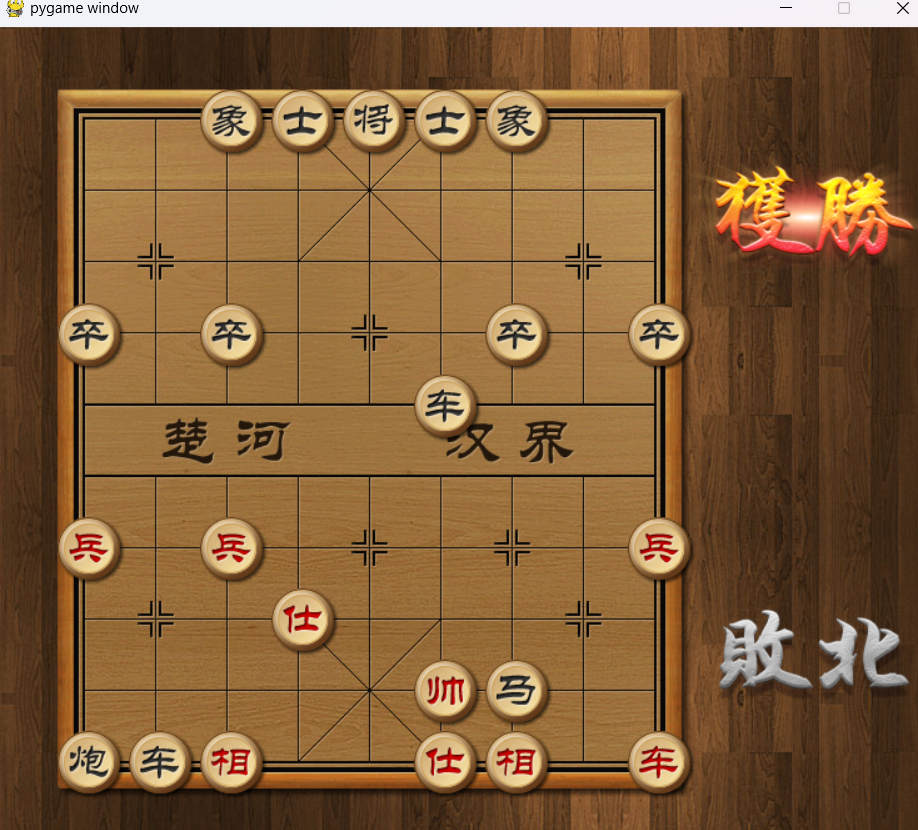 pygame window
象士将士象
獲勝
卒卒卒卒
车
楚河 汉界
兵兵兵
仕
敗北
帅马
炮车相仕相车